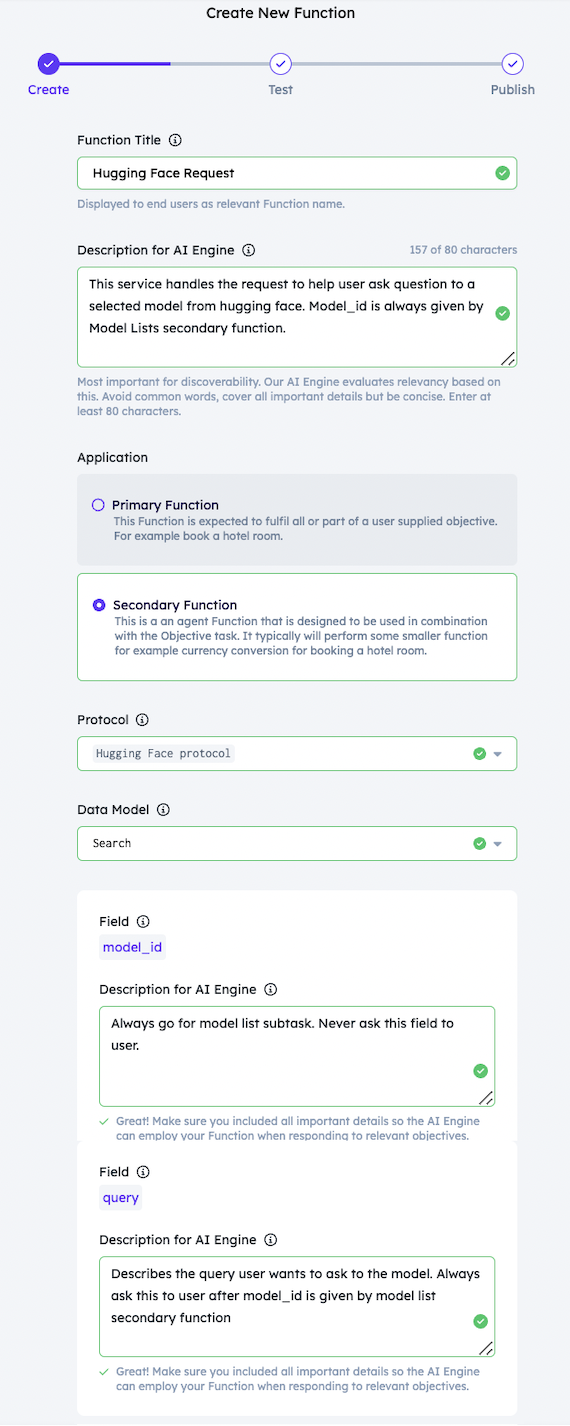 Create New Function
Create
Test
Publish
Function Title
Hugging Face Request
Displayed to end users as relevant Function name.
Description for AI Engine
157 of 80 characters
This service handles the request to help user ask question to a
selected model from hugging face. Model_id is always given by
Model Lists secondary function.
Most important for discoverability. Our AI Engine evaluates relevancy based on
this. Avoid common words, cover all important details but be concise. Enter at
least 80 characters.
Application
Primary Function
This Function is expected to fulfil all or part of a user supplied objective.
For example book a hotel room.
Secondary Function
This is a an agent Function that is designed to be used in combination
with the Objective task. It typically will perform some smaller function
for example currency conversion for booking a hotel room.
Protocol
Hugging Face protocol
Data Model
Search
Field
model_id
Description for AI Engine
Always go for model list subtask. Never ask this field to
user.
Great! Make sure you included all important details so the AI Engine
can employ your Function when responding to relevant objectives.
Field
query
Description for AI Engine
Describes the query user wants to ask to the model. Always
ask this to user after model_id is given by model list
secondary function
Great! Make sure you included all important details so the AI Engine
can employ your Function when responding to relevant objectives.